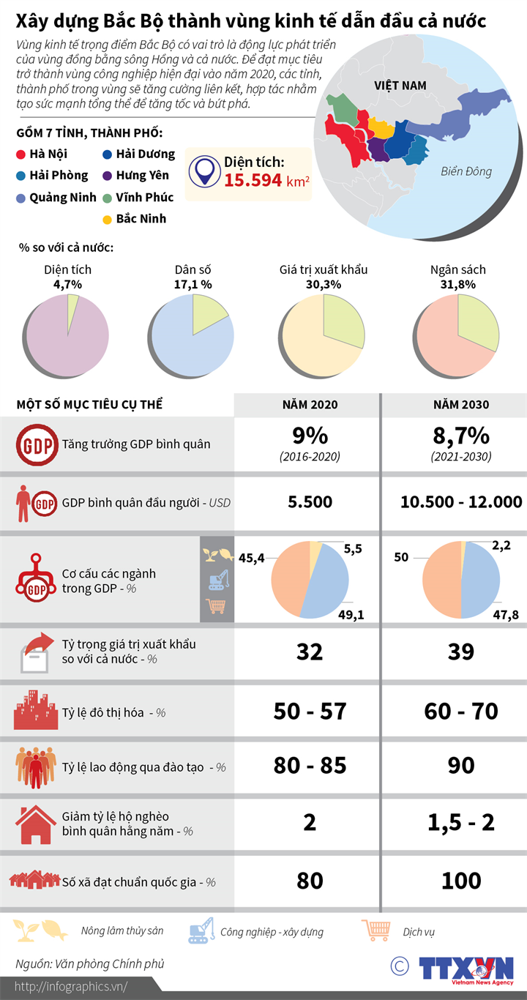 Xây dựng Bắc Bộ thành vùng kinh tế dẫn đầu cả nước
Vùng kinh tế trọng điểm Bắc Bộ có vai trò là động lực phát triển
của vùng đồng bằng sông Hồng và cả nước. Để đạt mục tiêu
trở thành vùng công nghiệp hiện đại vào năm 2020, các tỉnh,
thành phố trong vùng sẽ tăng cường liên kết, hợp tác nhằm
tạo sức mạnh tổng thể để tăng tốc và bứt phá.
VIỆT NAM
Biển Đông
GỒM 7 TỈNH, THÀNH PHỐ:
Hà Nội
Hải Phòng
Quảng Ninh
Hải Dương
Hưng Yên
Vĩnh Phúc
Bắc Ninh
Diện tích:
15.594 km²
% so với cả nước:
Diện tích
4,7%
Dân số
17,1 %
Giá trị xuất khẩu
30,3%
Ngân sách
31,8%
MỘT SỐ MỤC TIÊU CỤ THỂ
NĂM 2020
NĂM 2030
GDP
Tăng trưởng GDP bình quân
9%
(2016-2020)
8,7%
(2021-2030)
GDP
GDP bình quân đầu người - USD
5.500
10.500 - 12.000
GDP
Cơ cấu các ngành
trong GDP - %
45,4
5,5
49,1
50
2,2
47,8
Tỷ trọng giá trị xuất khẩu
so với cả nước - %
32
39
Tỷ lệ đô thị hóa - %
50 - 57
60 - 70
Tỷ lệ lao động qua đào tạo - %
80 - 85
90
Giảm tỷ lệ hộ nghèo
bình quân hằng năm - %
2
1,5 - 2
Số xã đạt chuẩn quốc gia - %
80
100
Nông lâm thủy sản
Công nghiệp - xây dựng
Dịch vụ
Nguồn: Văn phòng Chính phủ
© TTXVN
Vietnam News Agency
http://infographics.vn/